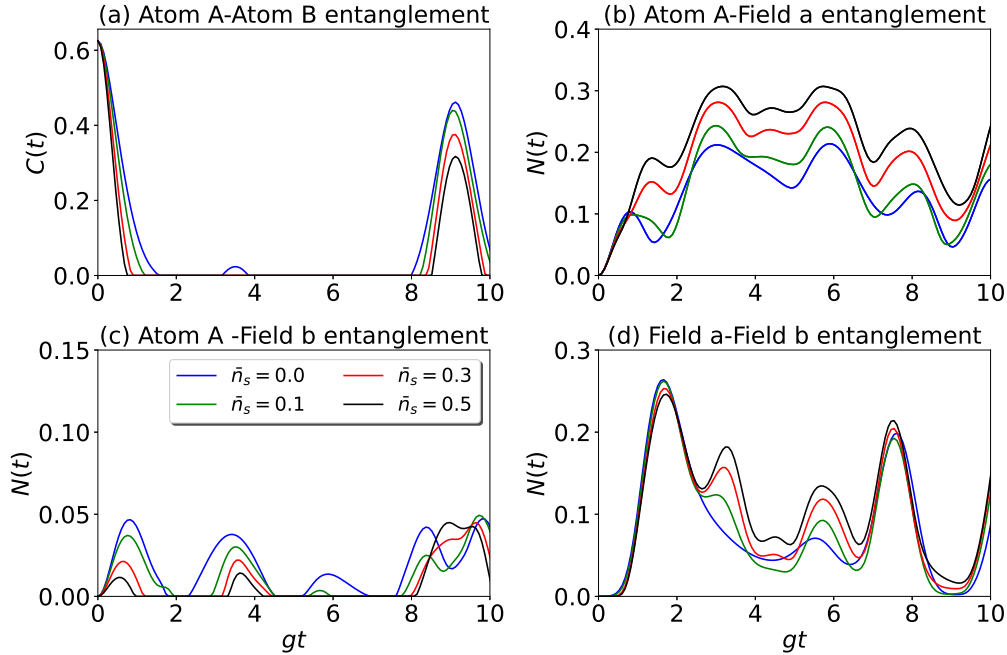 (a) Atom A-Atom B entanglement
C(t)
0.6
0.4
0.2
0.0
0 2 4 6 8 10
(b) Atom A-Field a entanglement
N(t)
0.4
0.3
0.2
0.1
0.0
0 2 4 6 8 10
(c) Atom A -Field b entanglement
N(t)
0.15
0.10
0.05
0.00
0 2 4 6 8 10
gt
n̄ₛ = 0.0
n̄ₛ = 0.1
n̄ₛ = 0.3
n̄ₛ = 0.5
(d) Field a-Field b entanglement
N(t)
0.3
0.2
0.1
0.0
0 2 4 6 8 10
gt